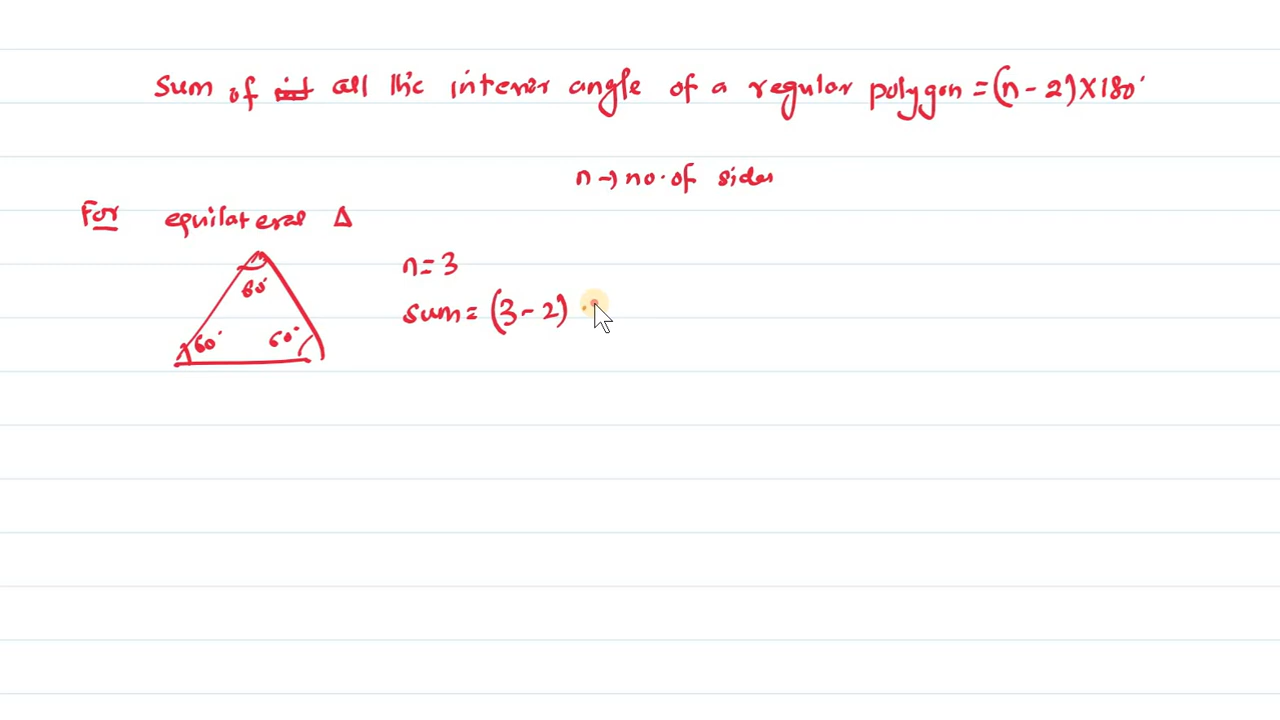 Sum of all the interior angle of a regular polygon = (n - 2) X 180°
n → no. of sides
For equilateral Δ
60°
60° 60°
n = 3
sum = (3 - 2) ·